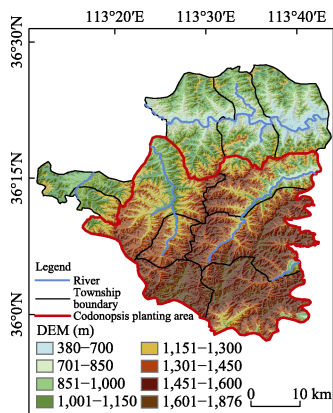 113°20'E 113°30'E 113°40'E
36°30'N
36°15'N
36°0'N
Legend
River
Township
boundary
Codonopsis planting area
DEM (m)
380–700 1,151–1,300
701–850 1,301–1,450
851–1,000 1,451–1,600
1,001–1,150 1,601–1,876
0 10 km